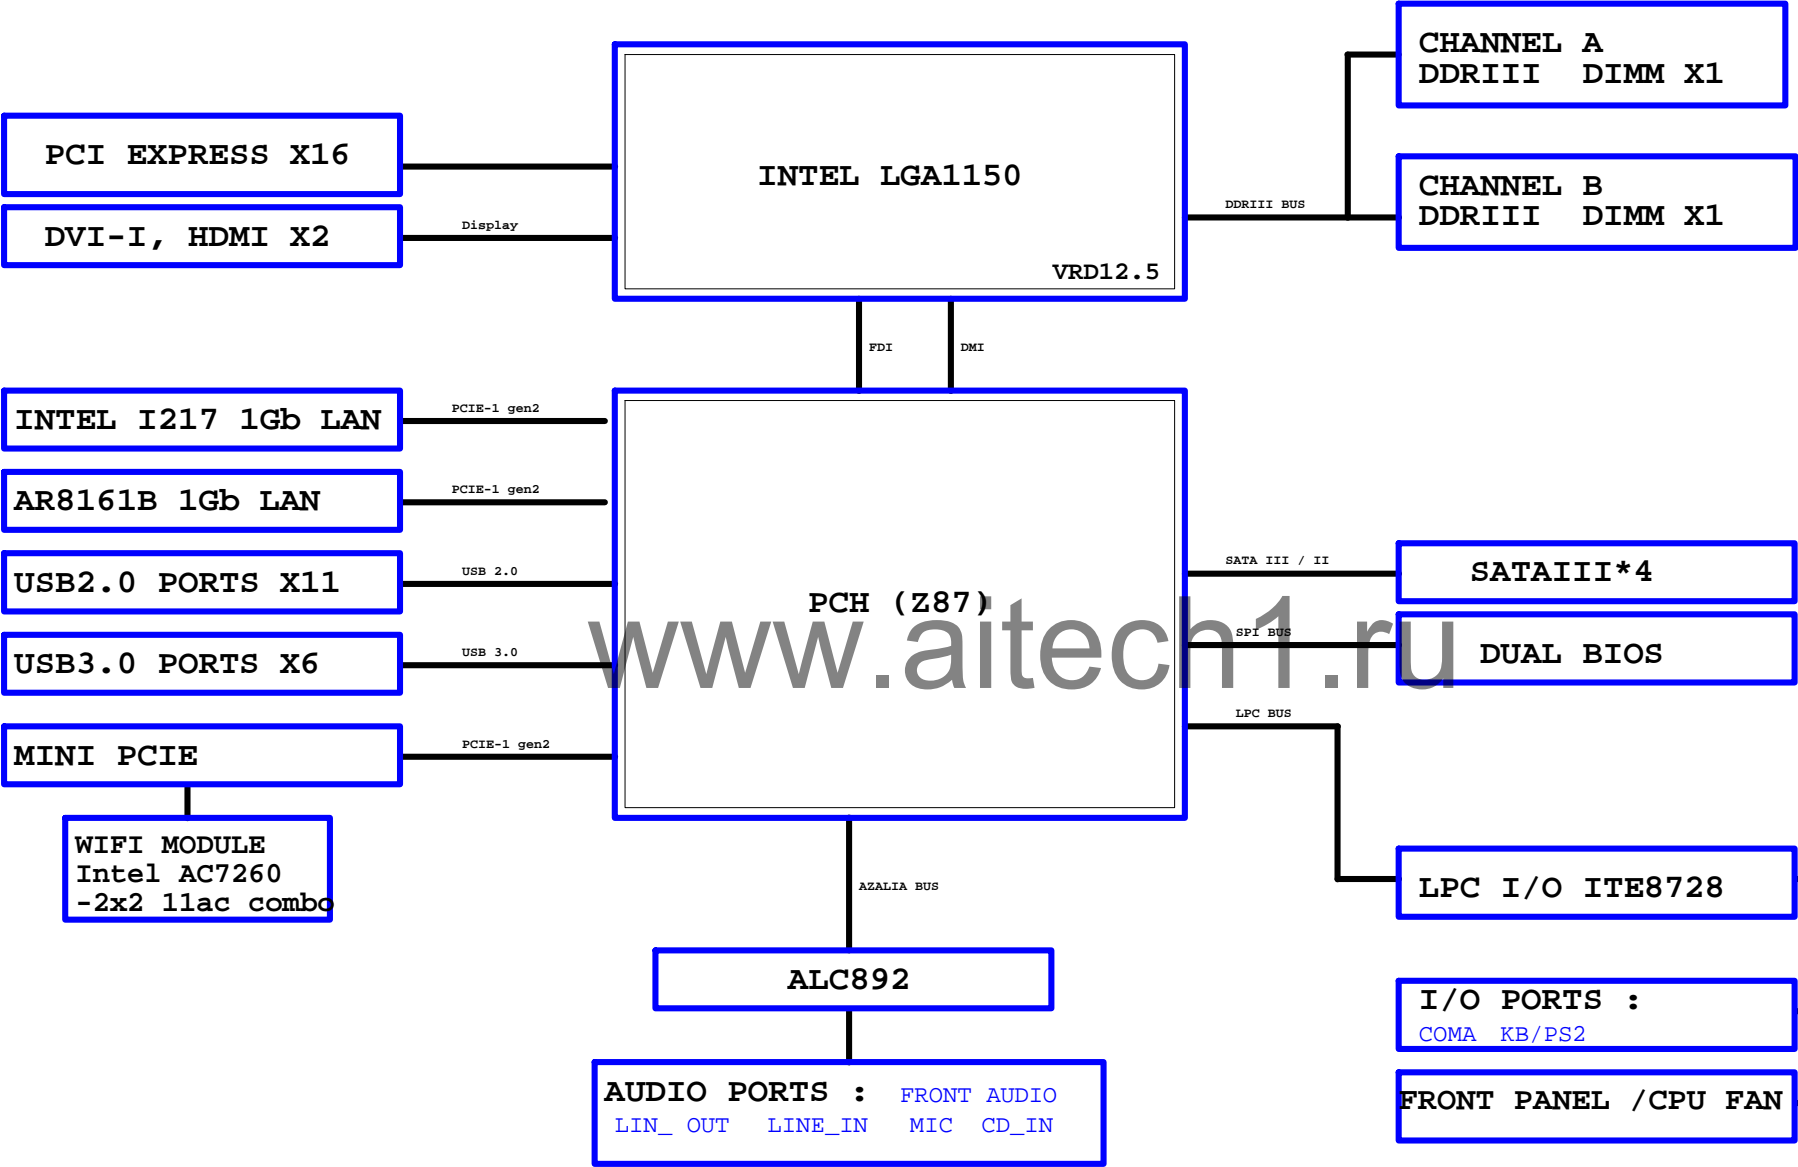 CHANNEL A
DDRIII DIMM X1
PCI EXPRESS X16
INTEL LGA1150
CHANNEL B
DDRIII DIMM X1
DDRIII BUS
DVI-I, HDMI X2
Display
VRD12.5
FDI
DMI
INTEL I217 1Gb LAN
PCIE-1 gen2
AR8161B 1Gb LAN
PCIE-1 gen2
USB2.0 PORTS X11
USB 2.0
PCH (Z87)
SATA III / II
SATAIII*4
USB3.0 PORTS X6
USB 3.0
www.aitech1.ru
SPI BUS
DUAL BIOS
MINI PCIE
PCIE-1 gen2
LPC BUS
WIFI MODULE
Intel AC7260
-2x2 11ac combo
AZALIA BUS
LPC I/O ITE8728
ALC892
I/O PORTS :
COMA KB/PS2
AUDIO PORTS : FRONT AUDIO
LIN_ OUT LINE_IN MIC CD_IN
FRONT PANEL /CPU FAN